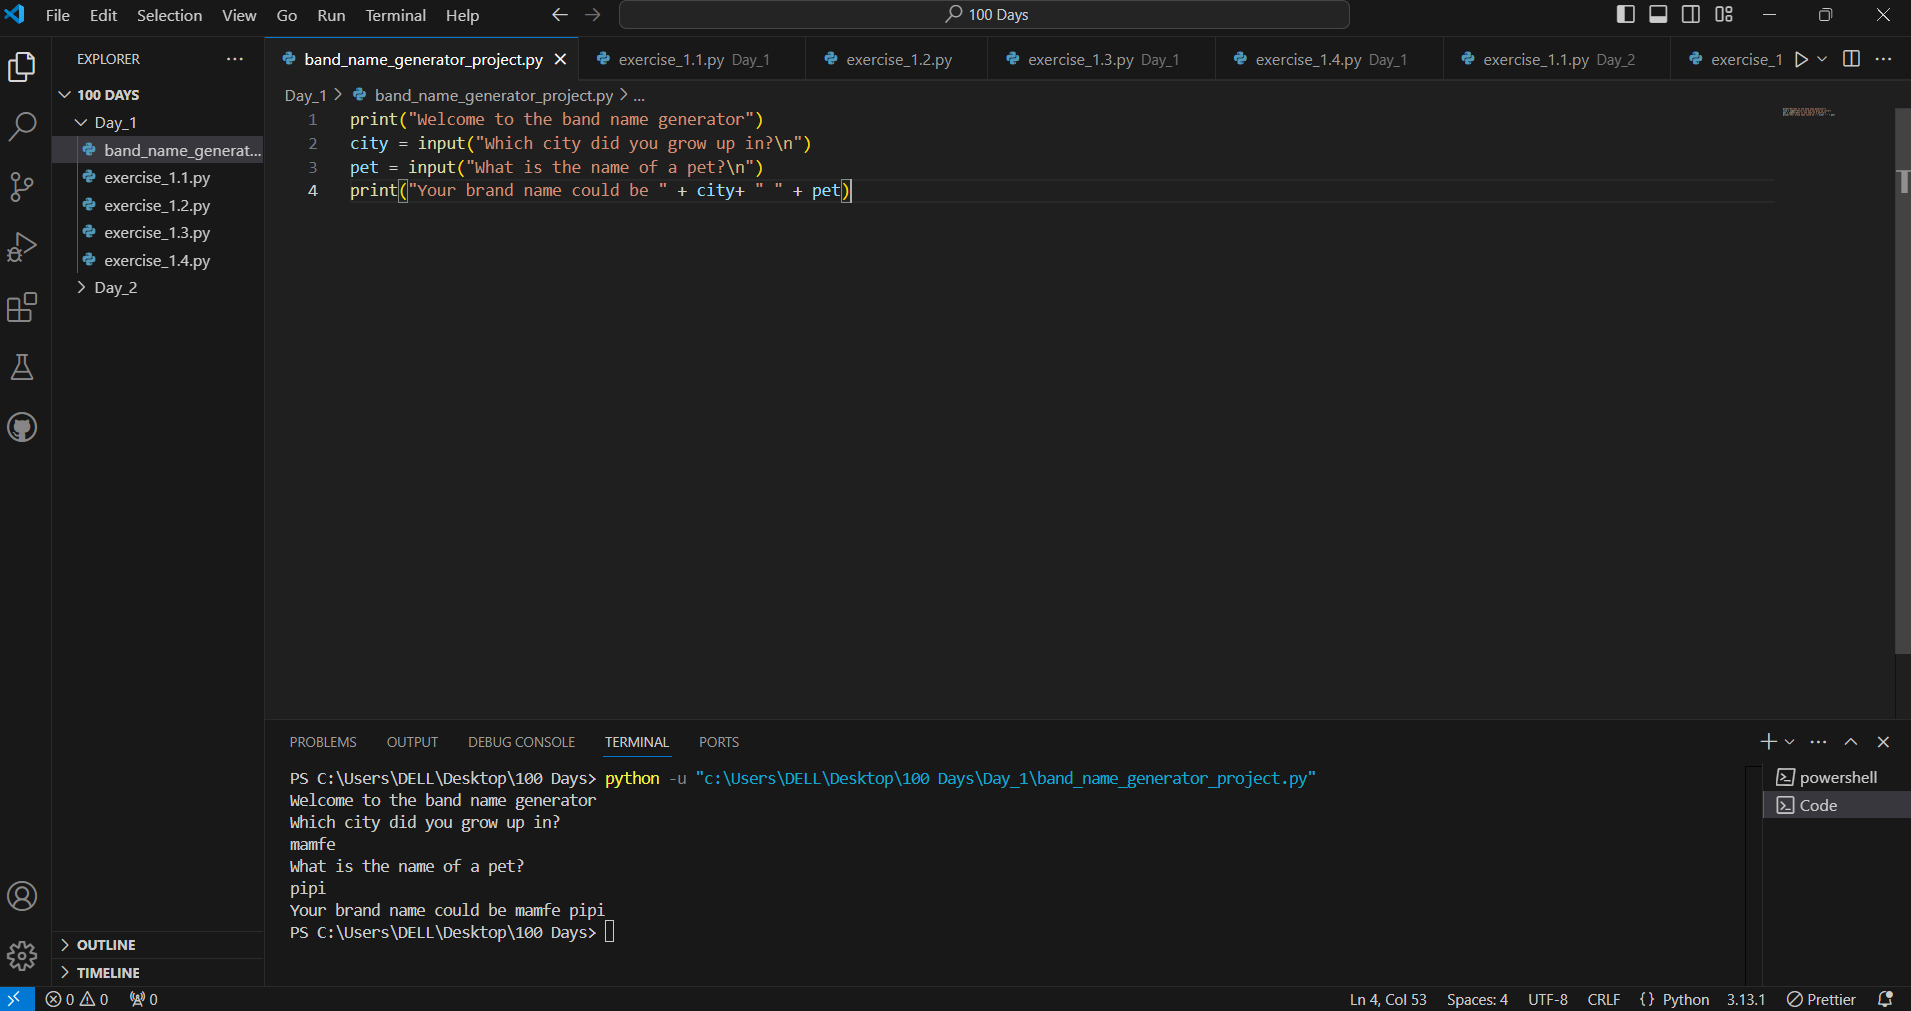 File Edit Selection View Go Run Terminal Help
100 Days
EXPLORER
100 DAYS
Day_1
band_name_generat...
exercise_1.1.py
exercise_1.2.py
exercise_1.3.py
exercise_1.4.py
Day_2
OUTLINE
TIMELINE
band_name_generator_project.py
exercise_1.1.py Day_1
exercise_1.2.py
exercise_1.3.py Day_1
exercise_1.4.py Day_1
exercise_1.1.py Day_2
exercise_1
Day_1 > band_name_generator_project.py > ...
1 print("Welcome to the band name generator")
2 city = input("Which city did you grow up in?\n")
3 pet = input("What is the name of a pet?\n")
4 print("Your brand name could be " + city+ " " + pet)
PROBLEMS OUTPUT DEBUG CONSOLE TERMINAL PORTS
PS C:\Users\DELL\Desktop\100 Days> python -u "c:\Users\DELL\Desktop\100 Days\Day_1\band_name_generator_project.py"
Welcome to the band name generator
Which city did you grow up in?
mamfe
What is the name of a pet?
pipi
Your brand name could be mamfe pipi
PS C:\Users\DELL\Desktop\100 Days>
powershell
Code
0 0 0
Ln 4, Col 53 Spaces: 4 UTF-8 CRLF {} Python 3.13.1 Prettier